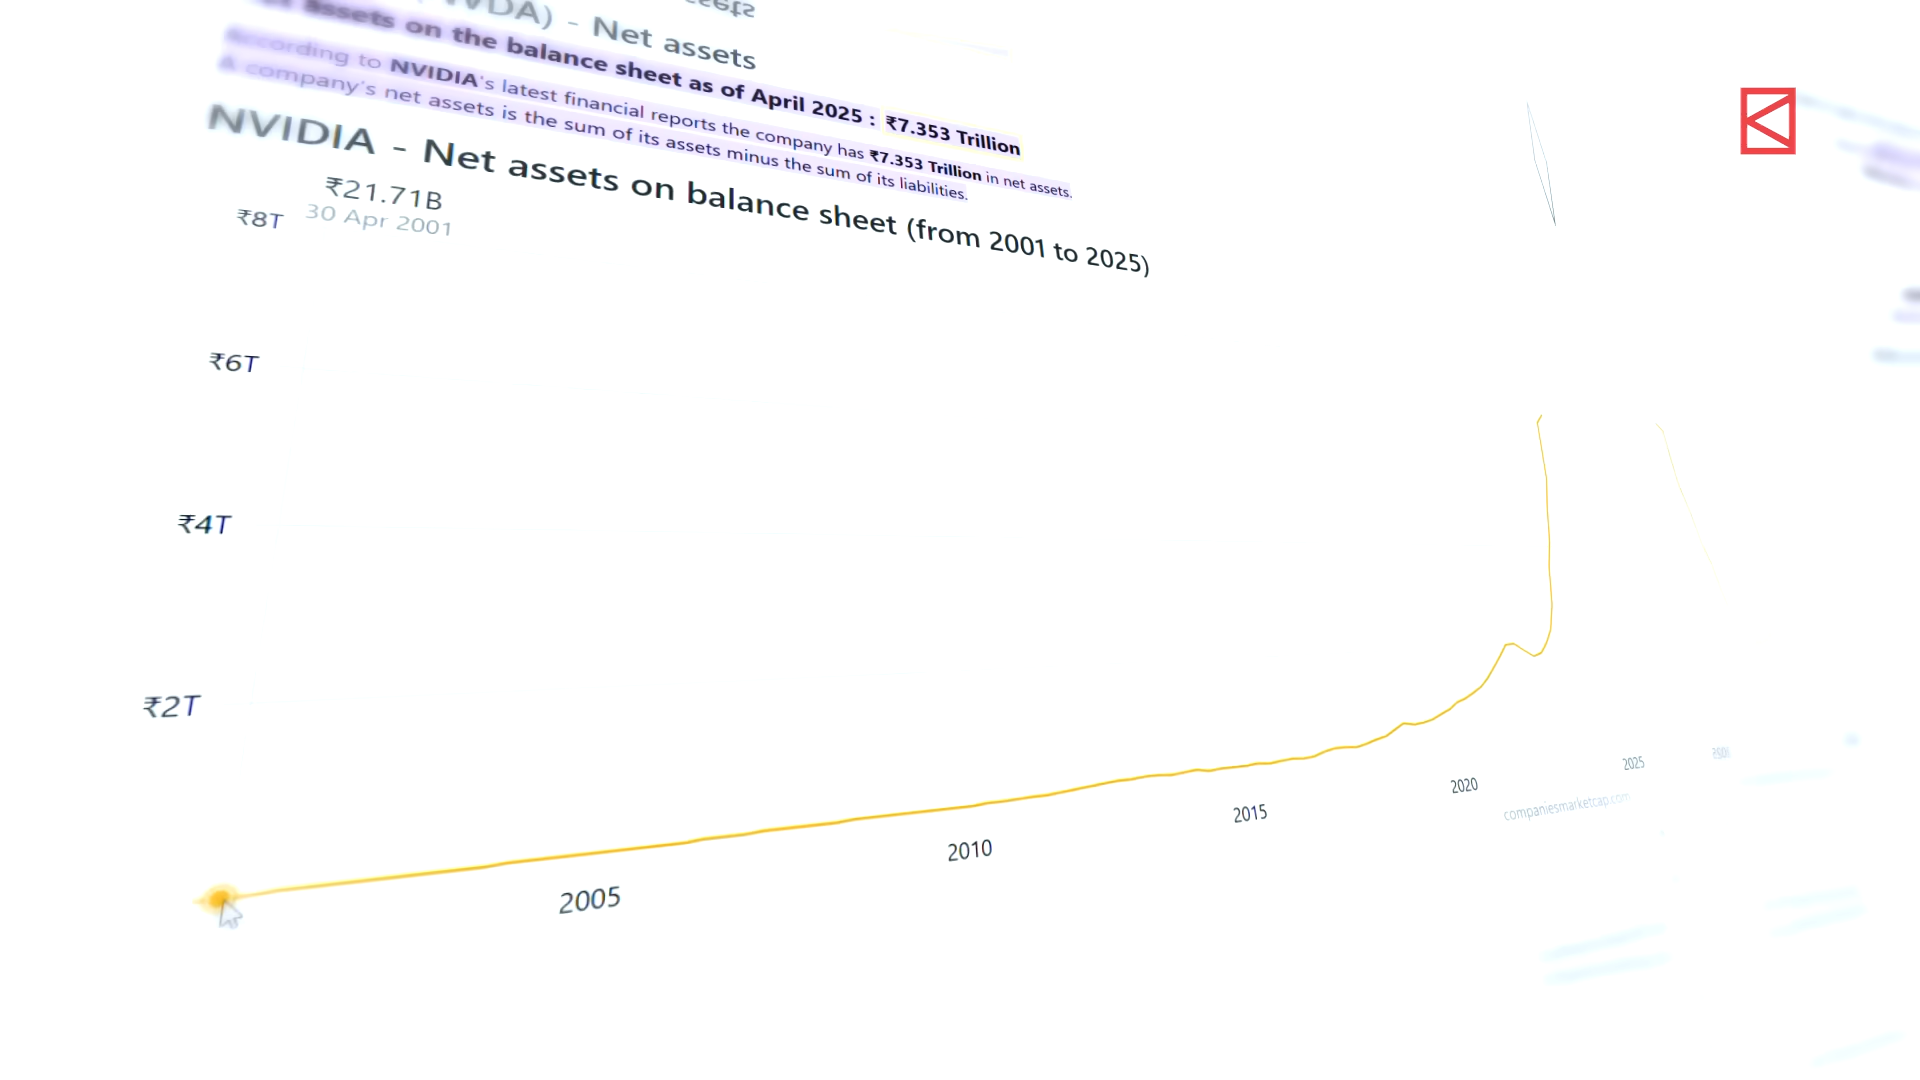 - Net assets
assets on the balance sheet as of April 2025 : ₹7.353 Trillion
According to NVIDIA's latest financial reports the company has ₹7.353 Trillion in net assets.
A company's net assets is the sum of its assets minus the sum of its liabilities.
NVIDIA - Net assets on balance sheet (from 2001 to 2025)
₹21.71B
30 Apr 2001
₹8T
₹6T
₹4T
₹2T
2005
2010
2015
2020
2025
companiesmarketcap.com